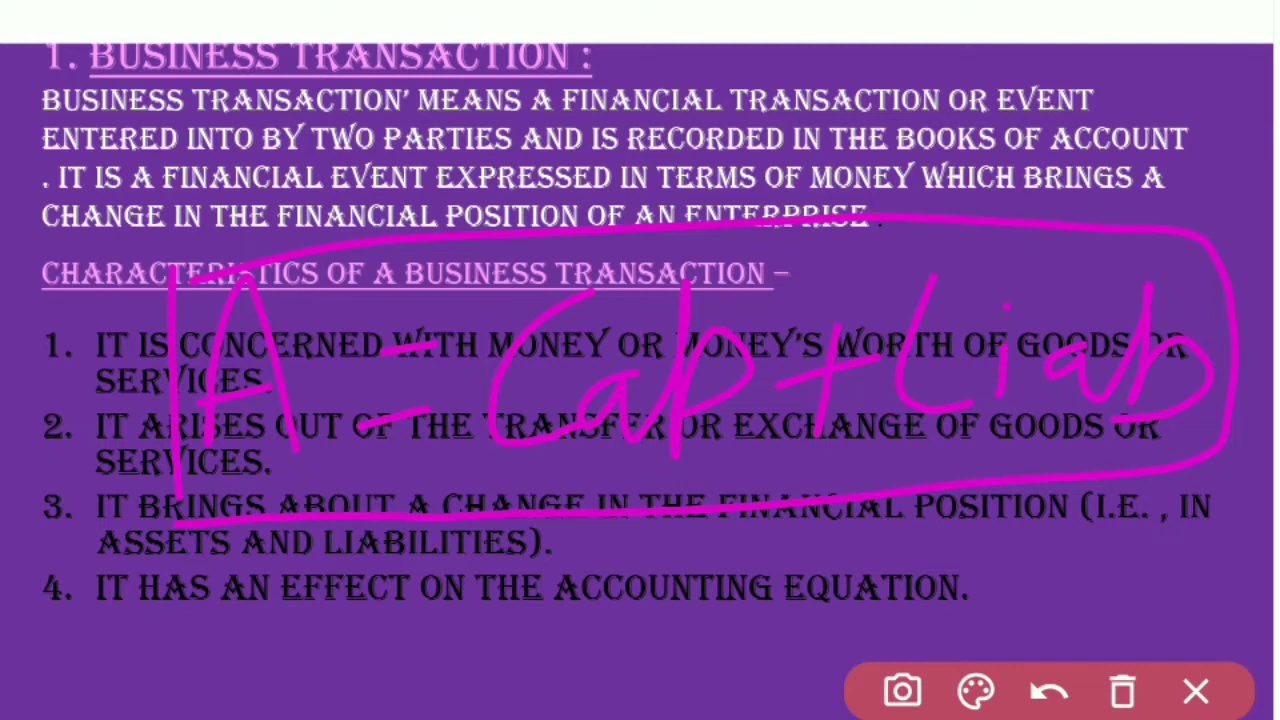 1. BUSINESS TRANSACTION :
BUSINESS TRANSACTION’ MEANS A FINANCIAL TRANSACTION OR EVENT
ENTERED INTO BY TWO PARTIES AND IS RECORDED IN THE BOOKS OF ACCOUNT
. IT IS A FINANCIAL EVENT EXPRESSED IN TERMS OF MONEY WHICH BRINGS A
CHANGE IN THE FINANCIAL POSITION OF AN ENTERPRISE .
CHARACTERISTICS OF A BUSINESS TRANSACTION –
A = Cap + Liab
1. IT IS CONCERNED WITH MONEY OR MONEY’S WORTH OF GOODS OR
SERVICES.
2. IT ARISES OUT OF THE TRANSFER OR EXCHANGE OF GOODS OR
SERVICES.
3. IT BRINGS ABOUT A CHANGE IN THE FINANCIAL POSITION (I.E. , IN
ASSETS AND LIABILITIES).
4. IT HAS AN EFFECT ON THE ACCOUNTING EQUATION.